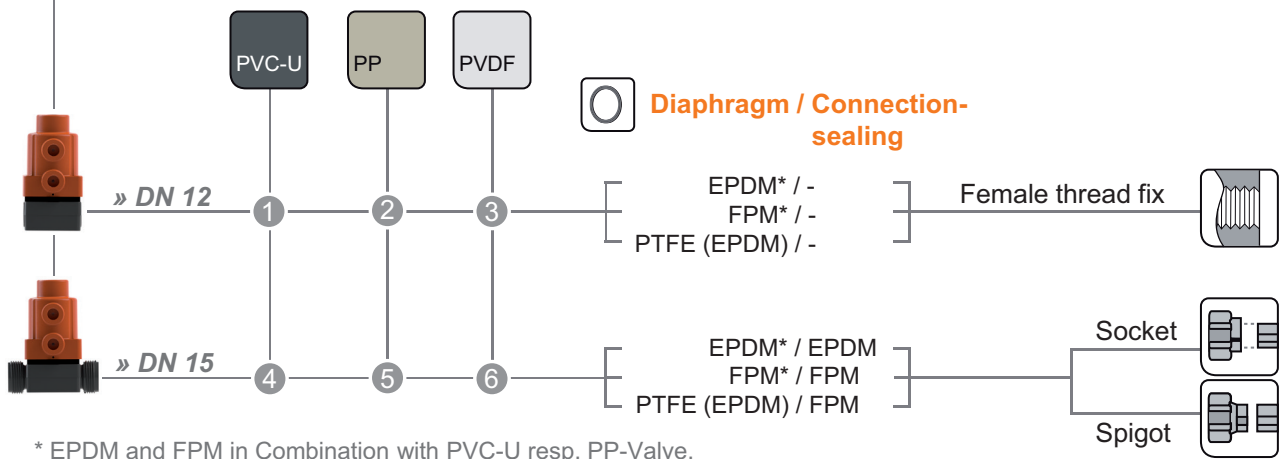 PVC-U
PP
PVDF
Diaphragm / Connection-
sealing
» DN 12
1
2
3
EPDM* / -
FPM* / -
PTFE (EPDM) / -
Female thread fix
» DN 15
4
5
6
EPDM* / EPDM
FPM* / FPM
PTFE (EPDM) / FPM
Socket
Spigot
* EPDM and FPM in Combination with PVC-U resp. PP-Valve.